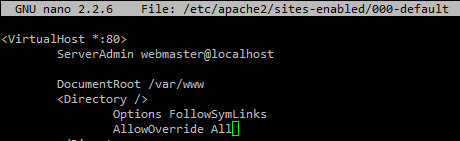 GNU nano 2.2.6 File: /etc/apache2/sites-enabled/000-default
<VirtualHost *:80>
ServerAdmin webmaster@localhost
DocumentRoot /var/www
<Directory />
Options FollowSymLinks
AllowOverride All